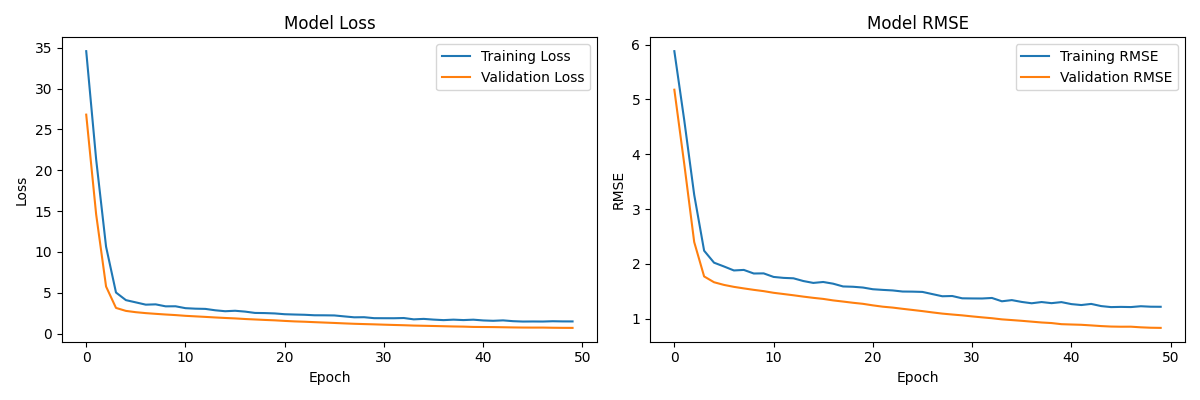 Model Loss
Loss
35
30
25
20
15
10
5
0
Training Loss
Validation Loss
0 10 20 30 40 50
Epoch
Model RMSE
RMSE
6
5
4
3
2
1
Training RMSE
Validation RMSE
0 10 20 30 40 50
Epoch